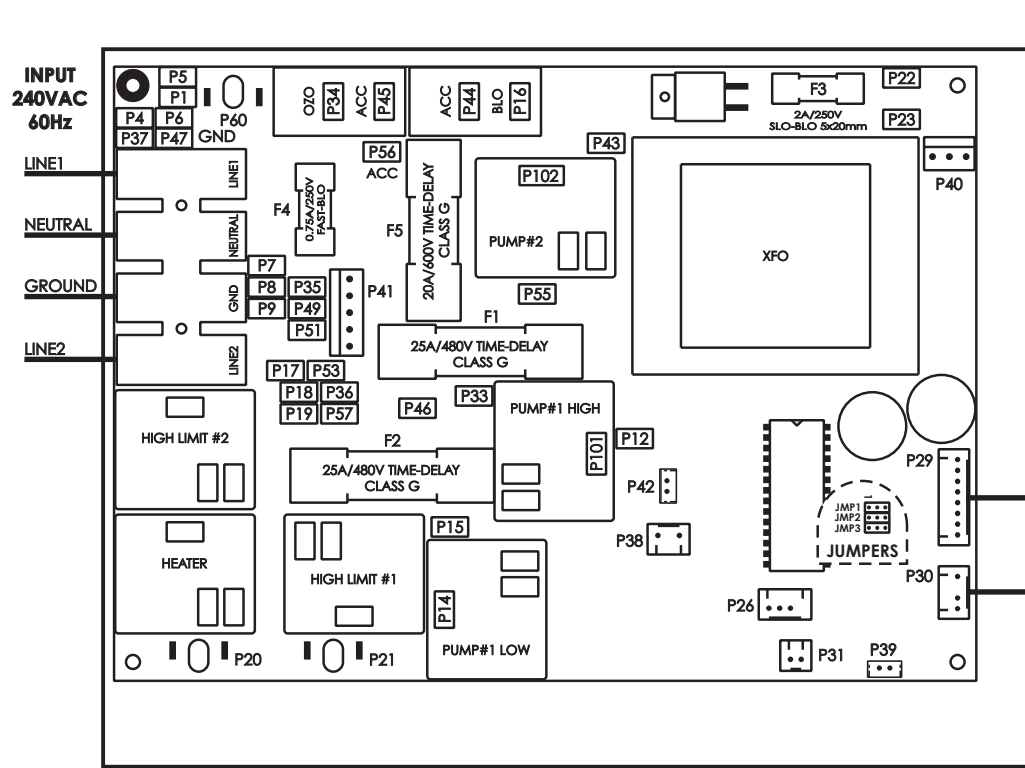 INPUT
240VAC
60Hz
P5
P1
P4
P6
P37
P47
GND
P60
OZO
P34
ACC
P45
ACC
P44
BLO
P16
F3
2A/250V
SLO-BLO 5x20mm
P22
P23
P40
LINE1
LINE1
NEUTRAL
NEUTRAL
GROUND
GND
LINE2
LINE2
P56
ACC
F4
0.75A/250V
FAST-BLO
F5
20A/600V TIME-DELAY
CLASS G
P43
P102
PUMP#2
P55
XFO
P7
P8
P35
P9
P49
P51
P41
F1
25A/480V TIME-DELAY
CLASS G
P17
P53
P18
P36
P19
P57
P46
P33
PUMP#1 HIGH
P101
P12
HIGH LIMIT #2
F2
25A/480V TIME-DELAY
CLASS G
P42
P38
P29
JMP1
JMP2
JMP3
JUMPERS
1
HEATER
HIGH LIMIT #1
P15
P14
PUMP#1 LOW
P26
P30
P20
P21
P31
P39